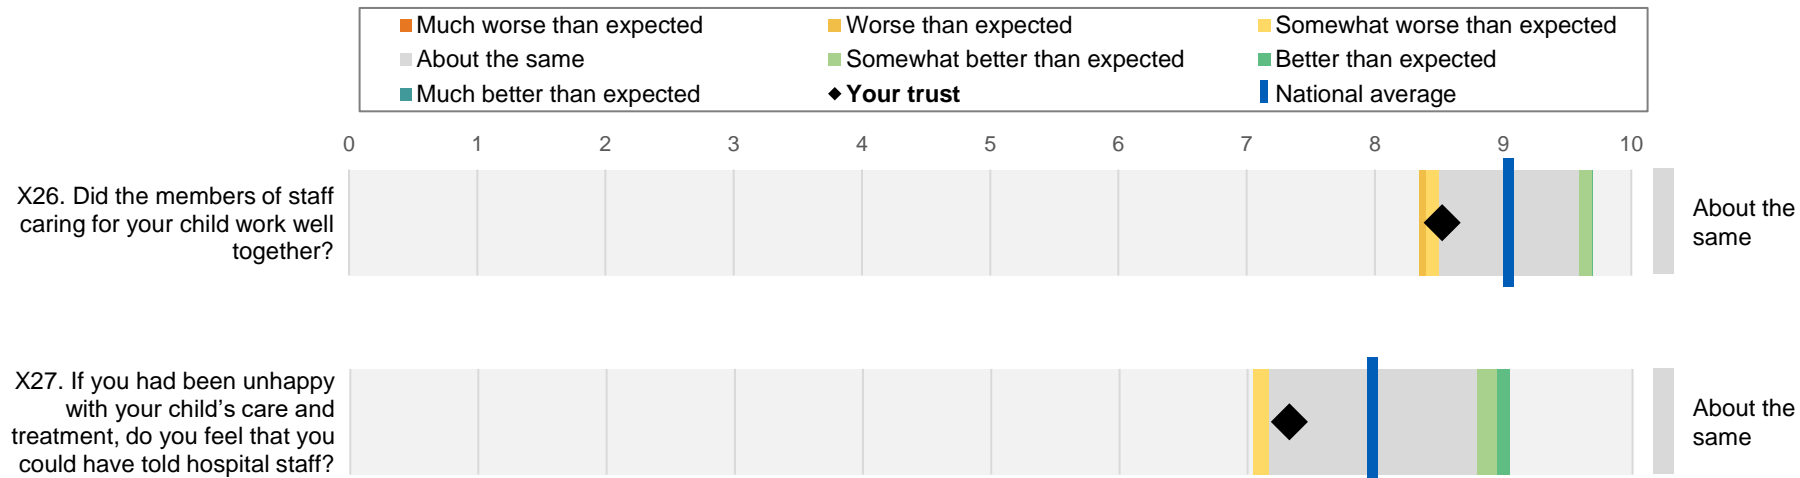 Much worse than expected
Worse than expected
Somewhat worse than expected
About the same
Somewhat better than expected
Better than expected
Much better than expected
Your trust
National average
0 1 2 3 4 5 6 7 8 9 10
X26. Did the members of staff
caring for your child work well
together?
About the
same
X27. If you had been unhappy
with your child’s care and
treatment, do you feel that you
could have told hospital staff?
About the
same